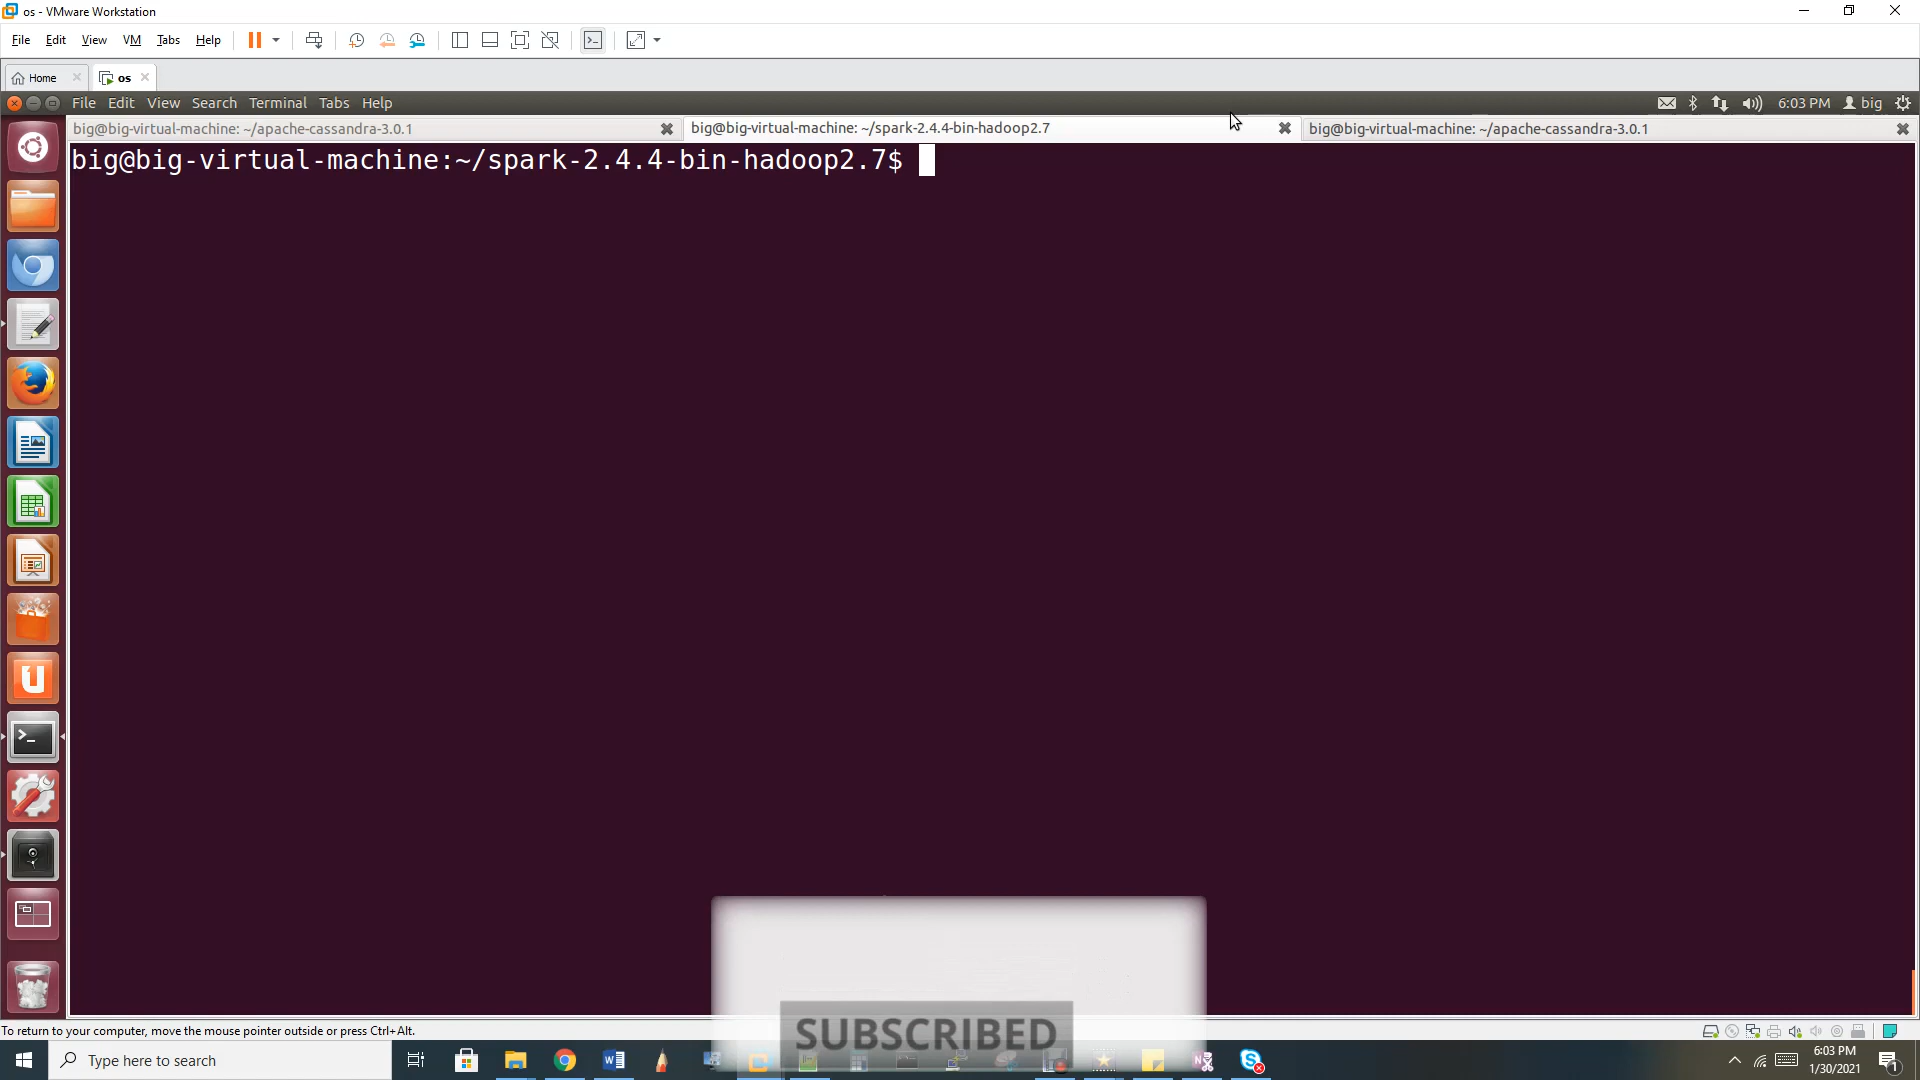 os - VMware Workstation
File Edit View VM Tabs Help
Home os
File Edit View Search Terminal Tabs Help 6:03 PM big
big@big-virtual-machine: ~/apache-cassandra-3.0.1 big@big-virtual-machine: ~/spark-2.4.4-bin-hadoop2.7 big@big-virtual-machine: ~/apache-cassandra-3.0.1
big@big-virtual-machine:~/spark-2.4.4-bin-hadoop2.7$
SUBSCRIBED
To return to your computer, move the mouse pointer outside or press Ctrl+Alt.
Type here to search
6:03 PM
1/30/2021
1